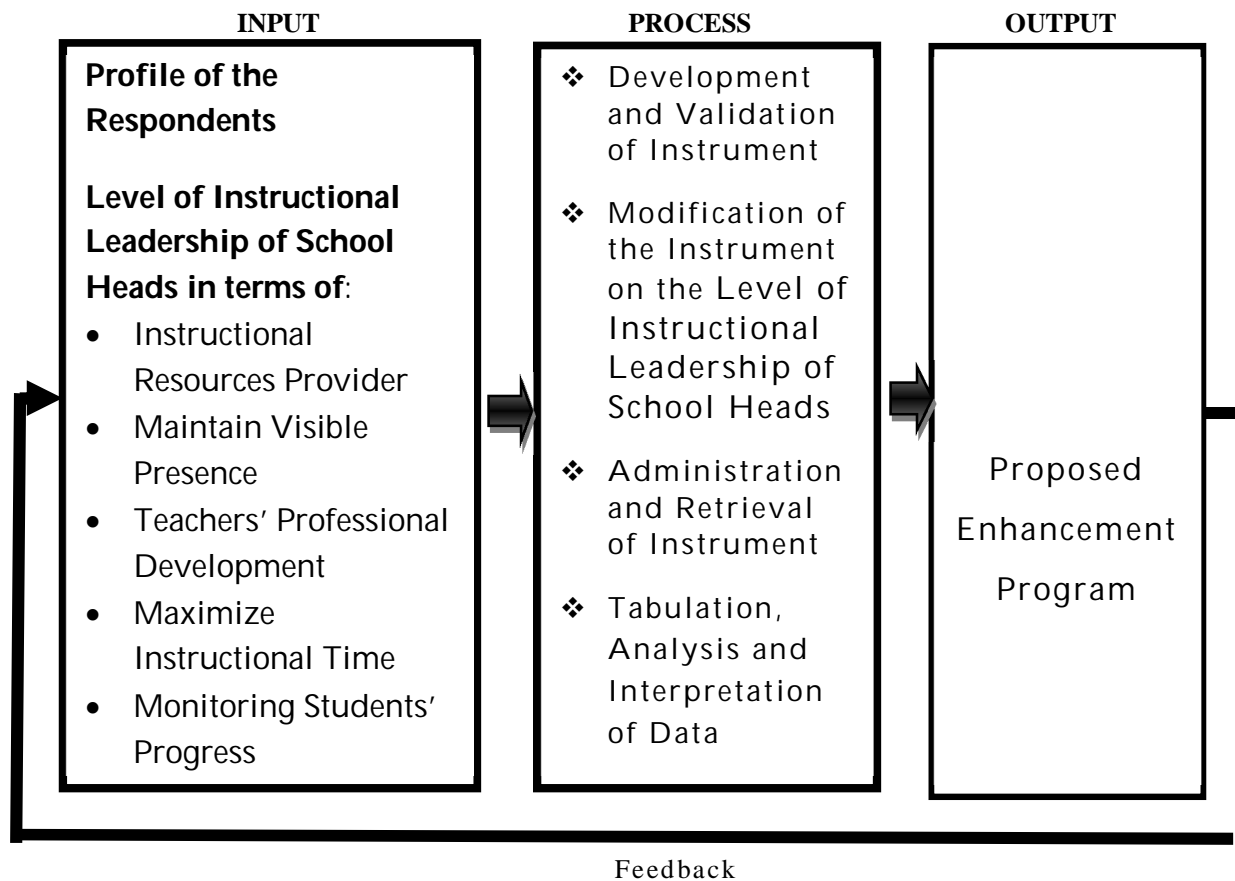 INPUT
PROCESS
OUTPUT
Profile of the
Respondents
Level of Instructional
Leadership of School
Heads in terms of:
• Instructional
Resources Provider
• Maintain Visible
Presence
• Teachers’ Professional
Development
• Maximize
Instructional Time
• Monitoring Students’
Progress
❖ Development
and Validation
of Instrument
❖ Modification of
the Instrument
on the Level of
Instructional
Leadership of
School Heads
❖ Administration
and Retrieval
of Instrument
❖ Tabulation,
Analysis and
Interpretation
of Data
Proposed
Enhancement
Program
Feedback